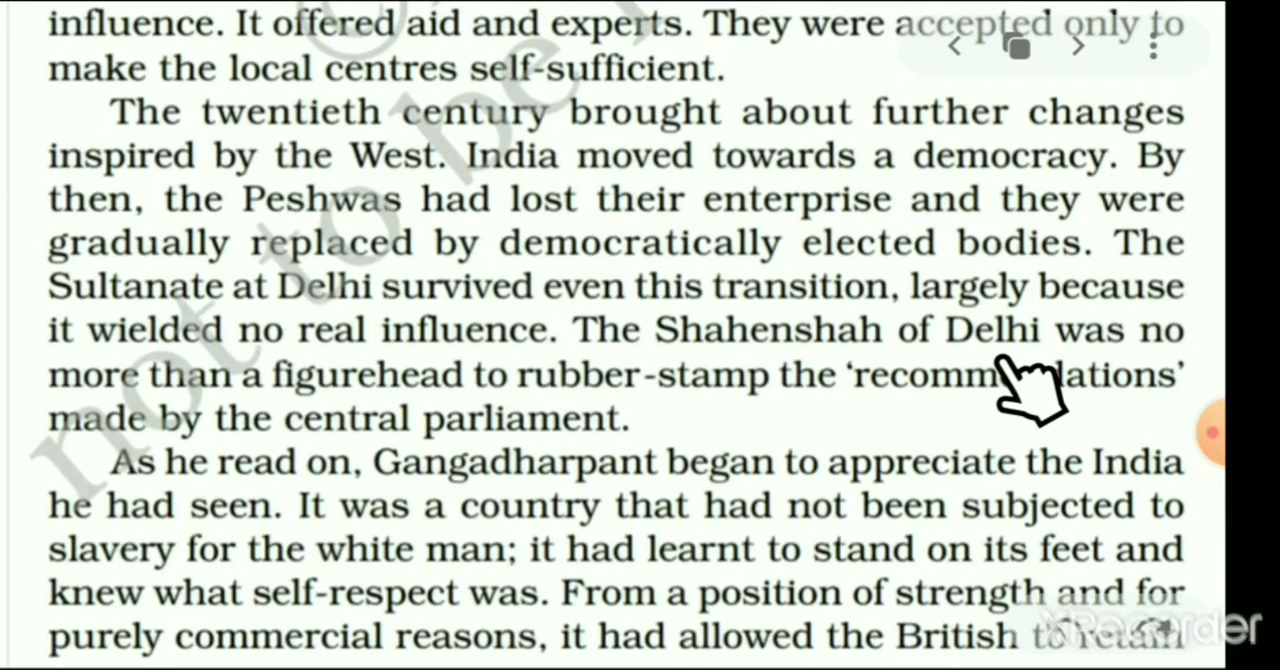 influence. It offered aid and experts. They were accepted only to
make the local centres self-sufficient.
The twentieth century brought about further changes
inspired by the West. India moved towards a democracy. By
then, the Peshwas had lost their enterprise and they were
gradually replaced by democratically elected bodies. The
Sultanate at Delhi survived even this transition, largely because
it wielded no real influence. The Shahenshah of Delhi was no
more than a figurehead to rubber-stamp the ‘recommendations’
made by the central parliament.
As he read on, Gangadharpant began to appreciate the India
he had seen. It was a country that had not been subjected to
slavery for the white man; it had learnt to stand on its feet and
knew what self-respect was. From a position of strength and for
purely commercial reasons, it had allowed the British to retain
not to be
XRecorder